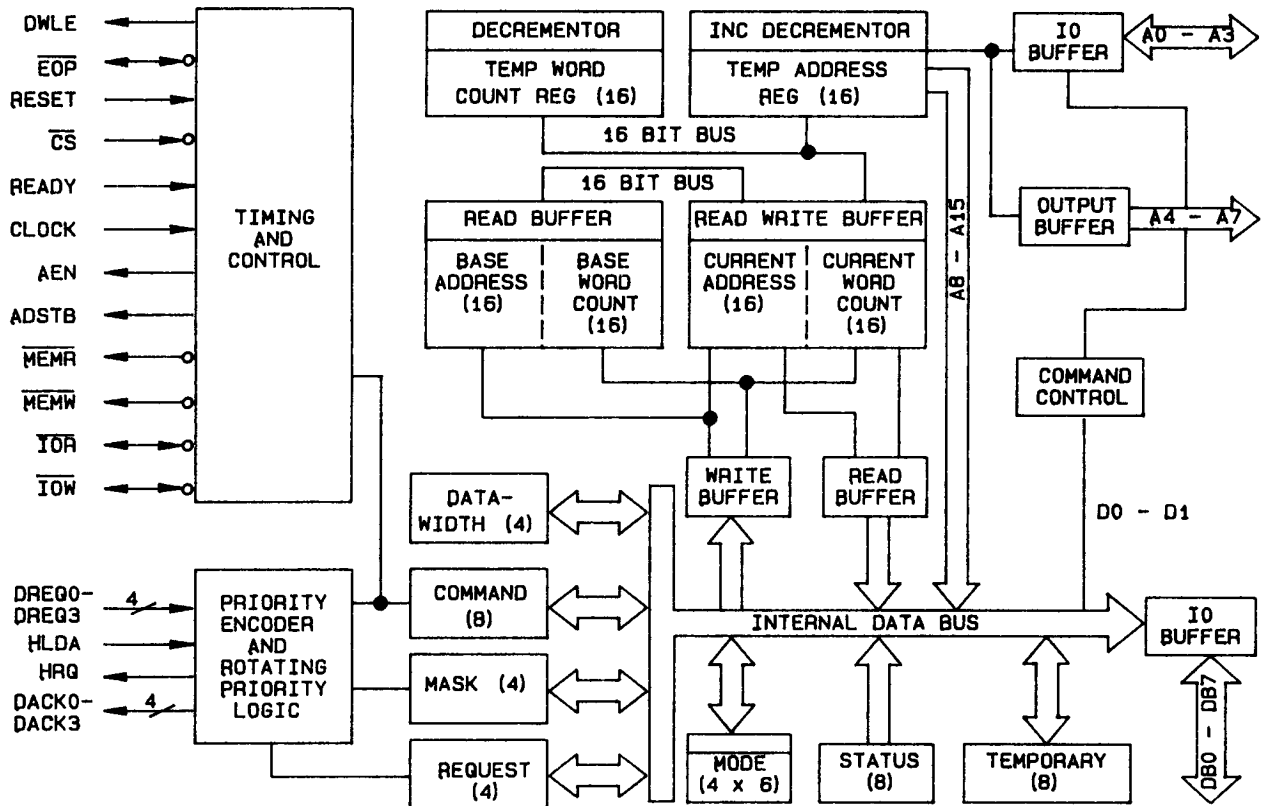 DWLE
EOP
RESET
CS
READY
CLOCK
AEN
ADSTB
MEMR
MEMW
IOR
IOW
TIMING
AND
CONTROL
DREQ0-
DREQ3
4
HLDA
HRQ
DACK0-
DACK3
4
PRIORITY
ENCODER
AND
ROTATING
PRIORITY
LOGIC
DECREMENTOR
TEMP WORD
COUNT REG (16)
INC DECREMENTOR
TEMP ADDRESS
REG (16)
16 BIT BUS
16 BIT BUS
READ BUFFER
BASE
ADDRESS
(16)
BASE
WORD
COUNT
(16)
READ WRITE BUFFER
CURRENT
ADDRESS
(16)
CURRENT
WORD
COUNT
(16)
A8 - A15
IO
BUFFER
A0 - A3
OUTPUT
BUFFER
A4 - A7
COMMAND
CONTROL
D0 - D1
WRITE
BUFFER
READ
BUFFER
DATA-
WIDTH (4)
COMMAND
(8)
MASK (4)
REQUEST
(4)
INTERNAL DATA BUS
IO
BUFFER
DB0 - DB7
MODE
(4 x 6)
STATUS
(8)
TEMPORARY
(8)